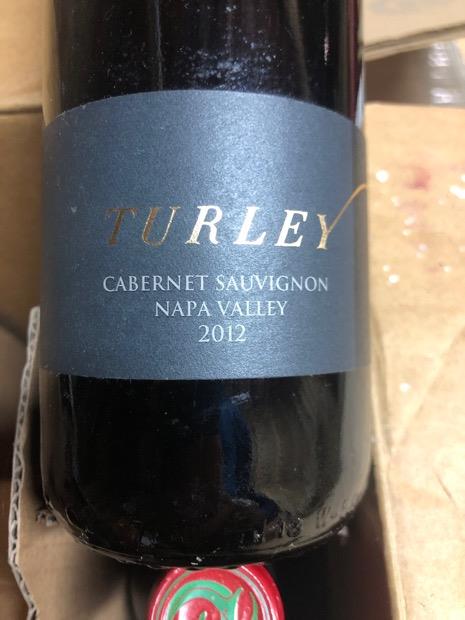 TURLEY
CABERNET SAUVIGNON
NAPA VALLEY
2012